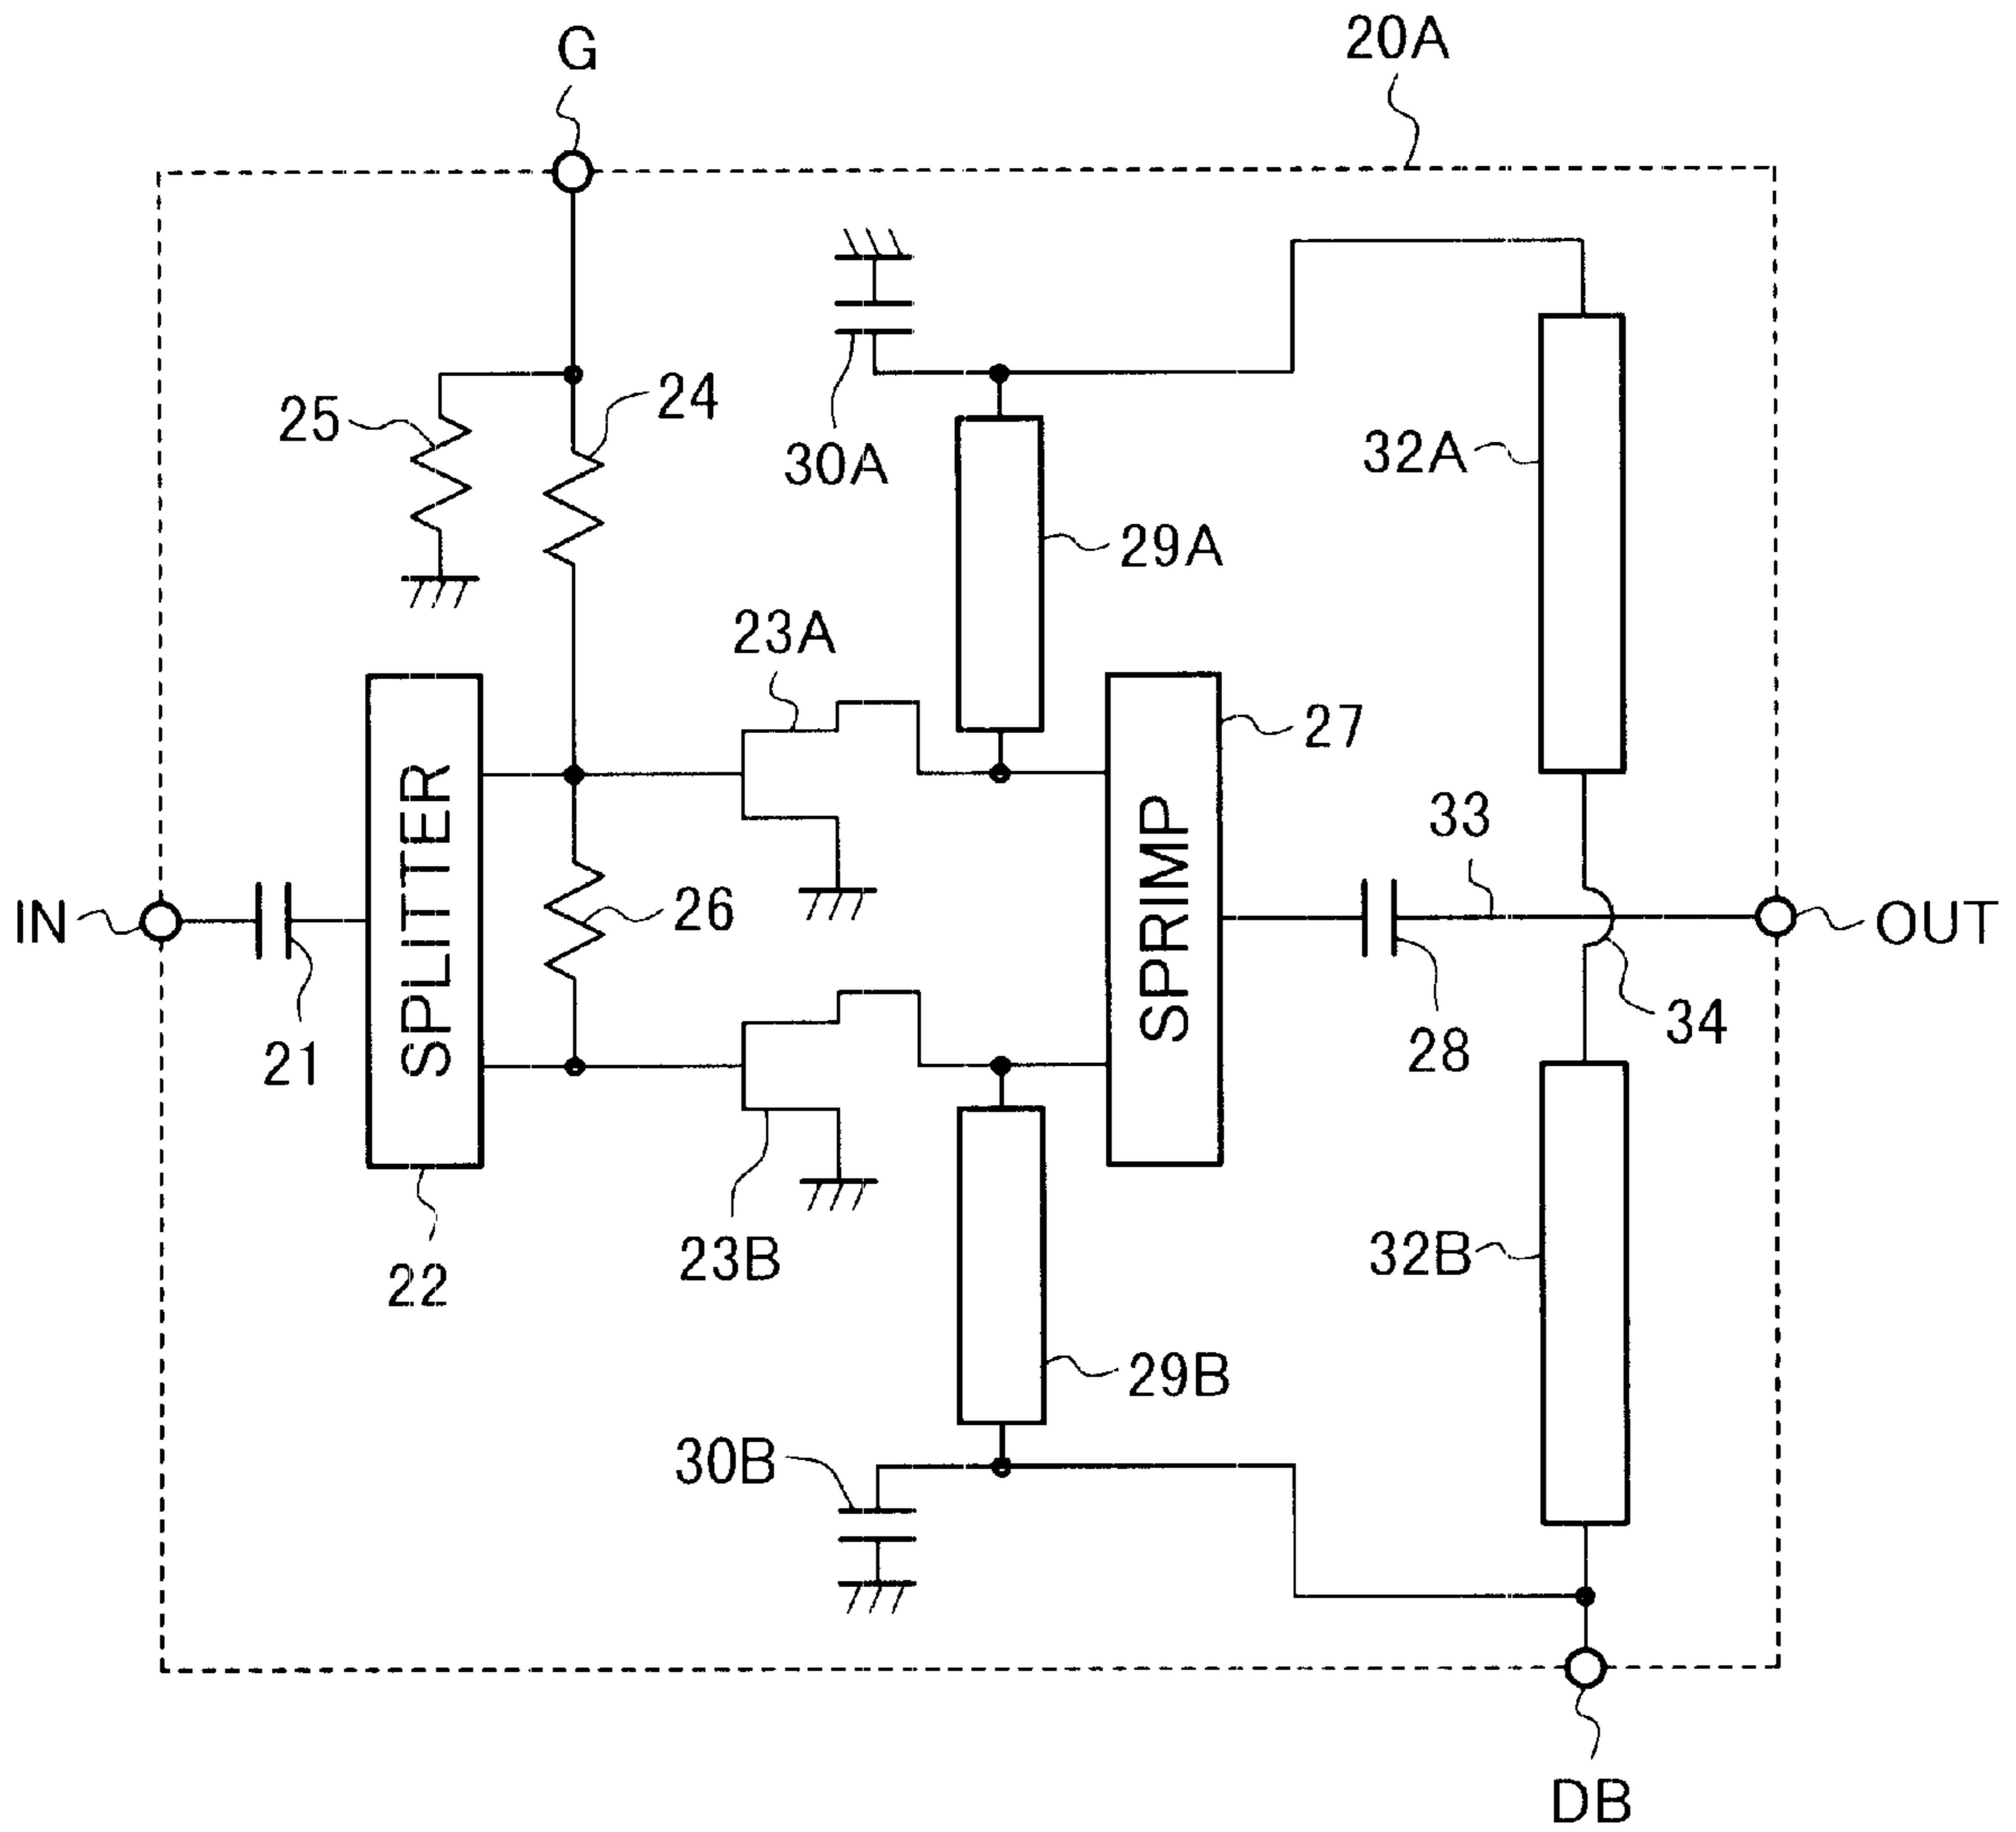 G
20A
25
24
30A
32A
29A
23A
27
SPLITTER
SPRIMP
33
IN
26
OUT
21
28
34
22
23B
32B
29B
30B
DB